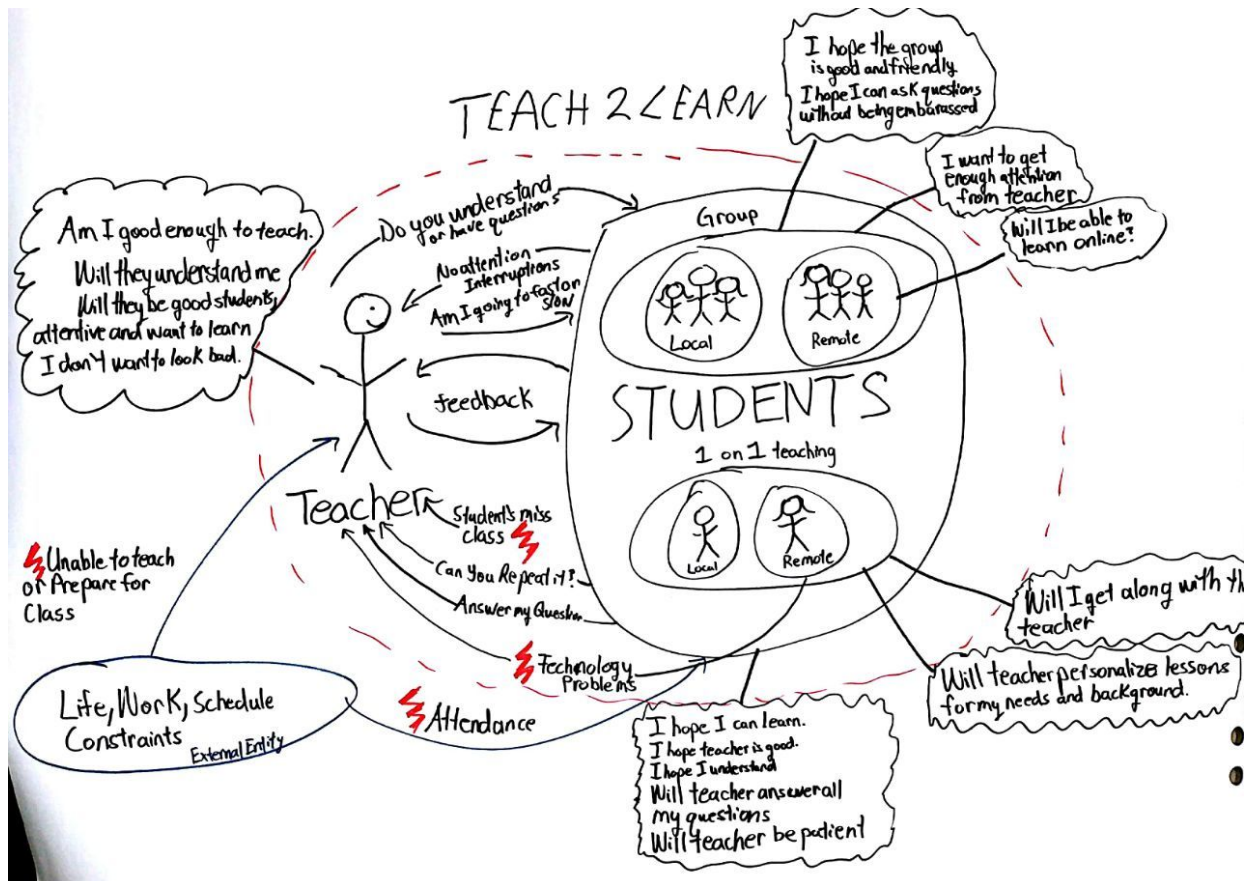 TEACH 2 LEARN
I hope the group
is good and friendly
I hope I can ask questions
without being embarassed
I want to get
enough attention
from teacher
Will I be able to
learn online?
Am I good enough to teach.
Will they understand me
Will they be good students,
attentive and want to learn
I don't want to look bad.
Do you understand
or have questions
No attention
Interruptions
Am I going to fast or
slow
feedback
Group
Local
Remote
STUDENTS
1 on 1 teaching
Local
Remote
Teacher
Student's miss
class
Can You Repeat it?
Answer my Question
Technology
Problems
Unable to teach
or Prepare for
Class
Life, Work, Schedule
Constraints
External Entity
Attendance
Will I get along with th
teacher
Will teacher personalize lessons
for my needs and background.
I hope I can learn.
I hope teacher is good.
I hope I understand
Will teacher answer all
my questions
Will teacher be patient